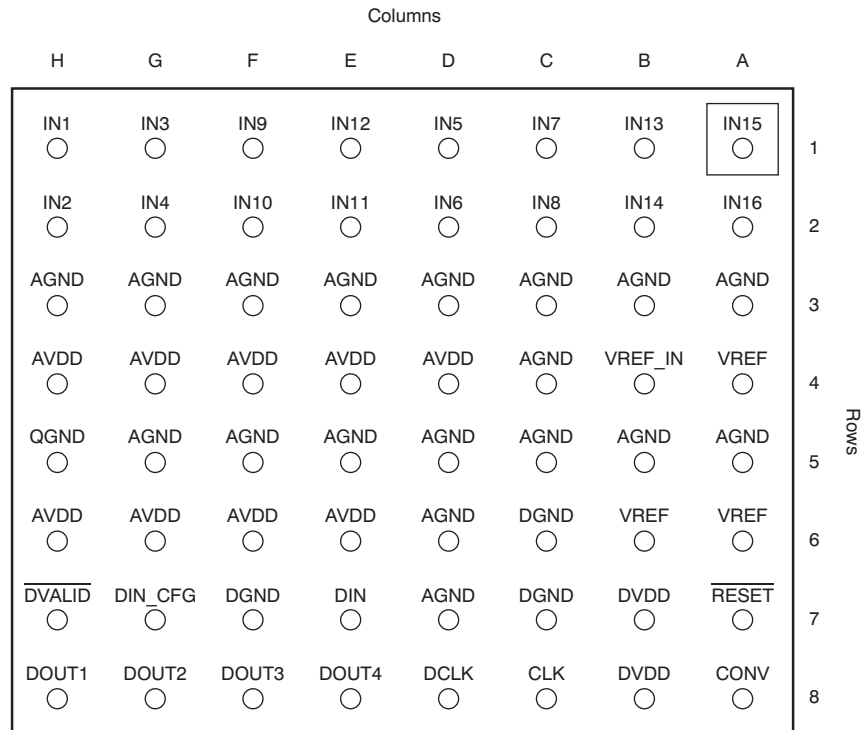 Columns
H G F E D C B A
IN1 IN3 IN9 IN12 IN5 IN7 IN13 IN15
1
IN2 IN4 IN10 IN11 IN6 IN8 IN14 IN16
2
AGND AGND AGND AGND AGND AGND AGND AGND
3
AVDD AVDD AVDD AVDD AVDD AGND VREF_IN VREF
4
Rows
QGND AGND AGND AGND AGND AGND AGND AGND
5
AVDD AVDD AVDD AVDD AGND DGND VREF VREF
6
DVALID DIN_CFG DGND DIN AGND DGND DVDD RESET
7
DOUT1 DOUT2 DOUT3 DOUT4 DCLK CLK DVDD CONV
8